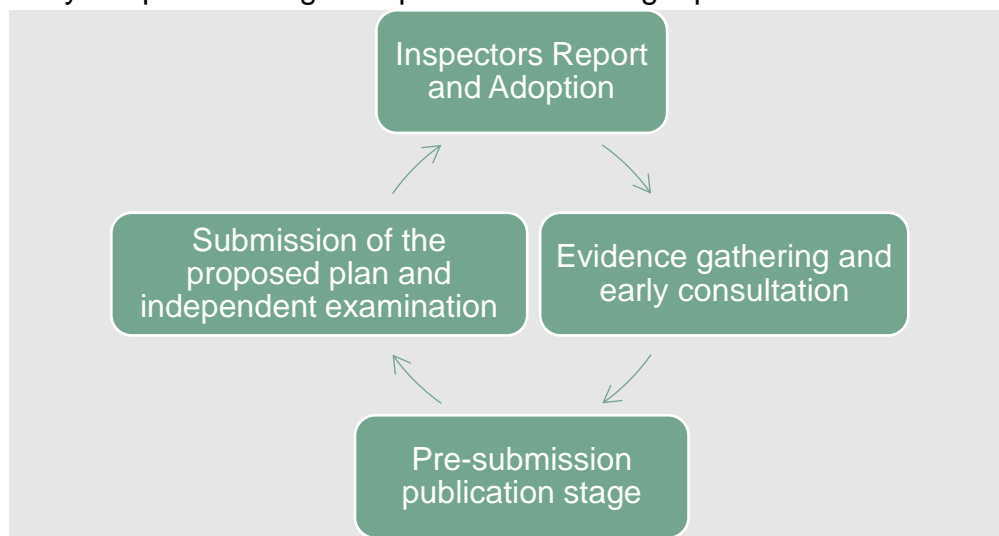 Inspectors Report
and Adoption
Submission of the
proposed plan and
independent examination
Evidence gathering and
early consultation
Pre-submission
publication stage